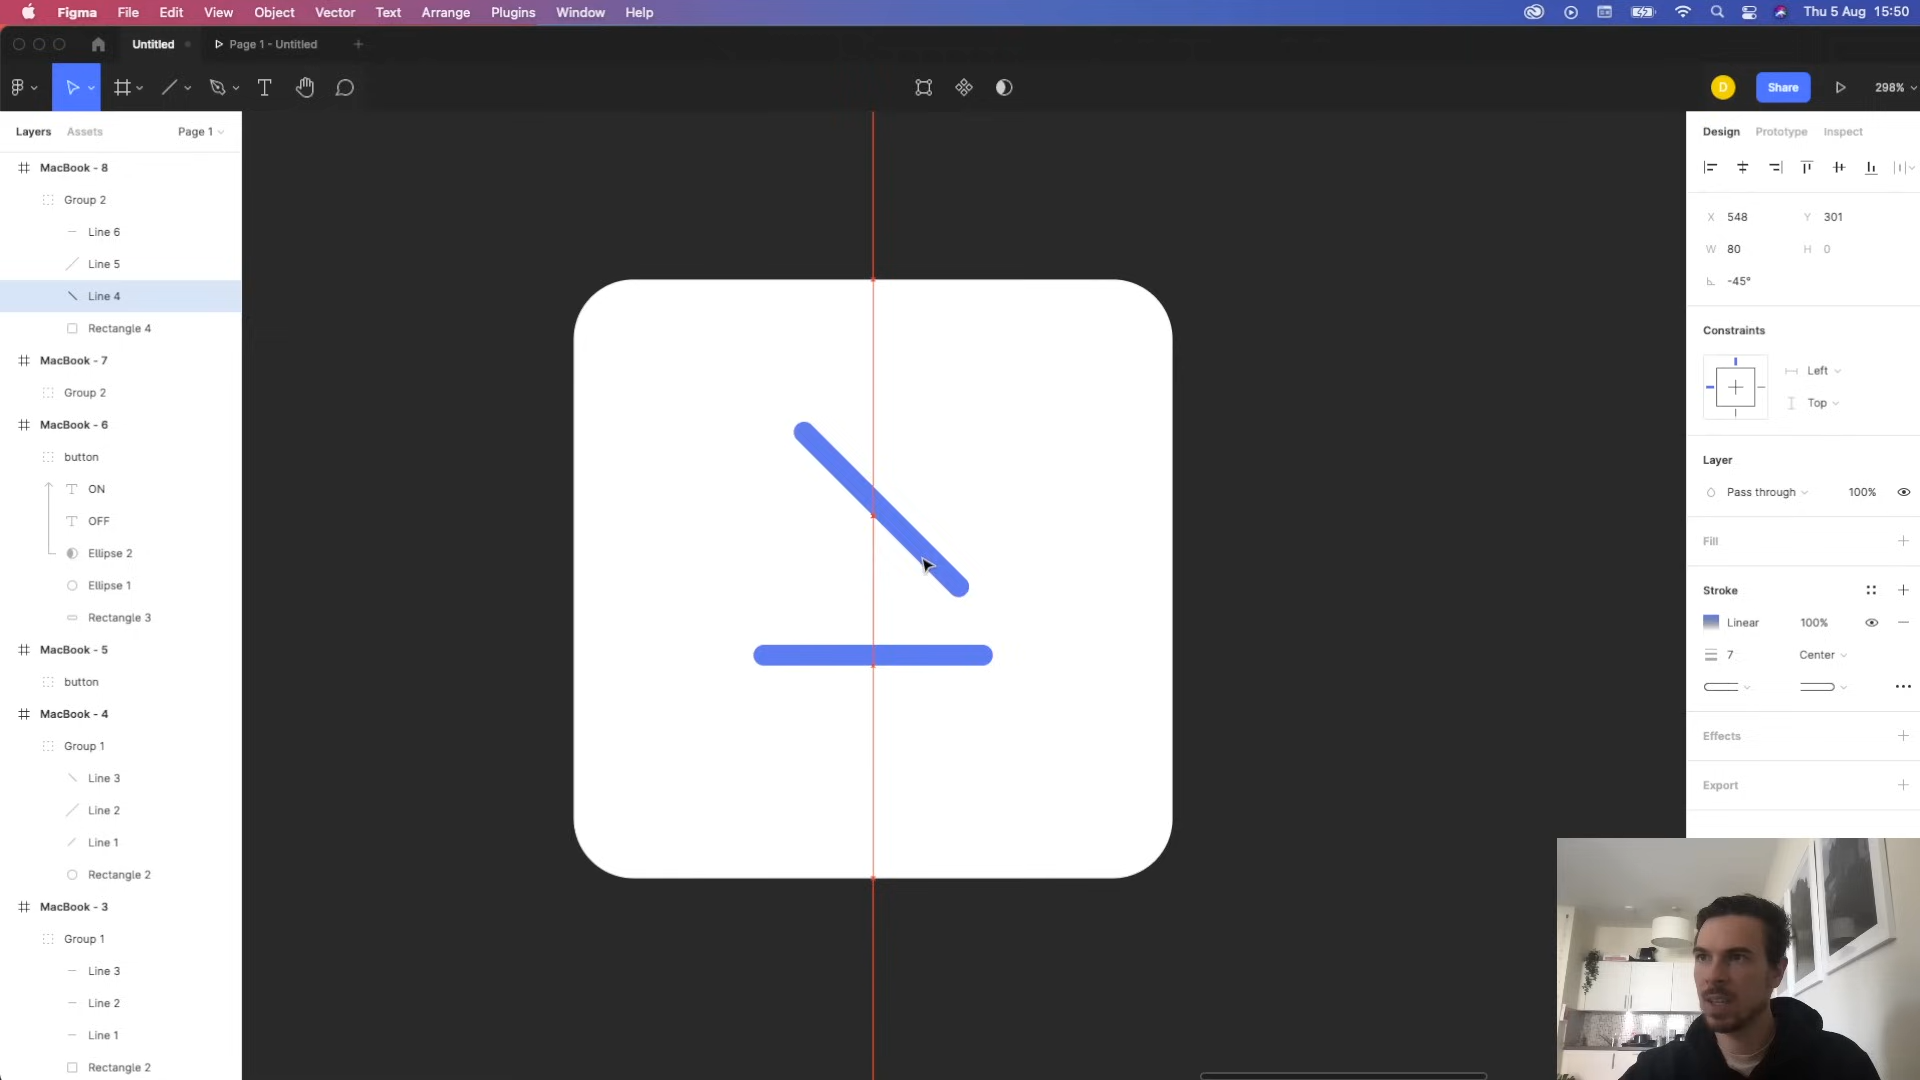 Figma File Edit View Object Vector Text Arrange Plugins Window Help Thu 5 Aug 15:50
Untitled Page 1 - Untitled
D Share 298%
Layers Assets Page 1
MacBook - 8
Group 2
Line 6
Line 5
Line 4
Rectangle 4
MacBook - 7
Group 2
MacBook - 6
button
ON
OFF
Ellipse 2
Ellipse 1
Rectangle 3
MacBook - 5
button
MacBook - 4
Group 1
Line 3
Line 2
Line 1
Rectangle 2
MacBook - 3
Group 1
Line 3
Line 2
Line 1
Rectangle 2
Design Prototype Inspect
X 548 Y 301
W 80 H 0
-45°
Constraints
Left
Top
Layer
Pass through 100%
Fill
Stroke
Linear 100%
7 Center
Effects
Export